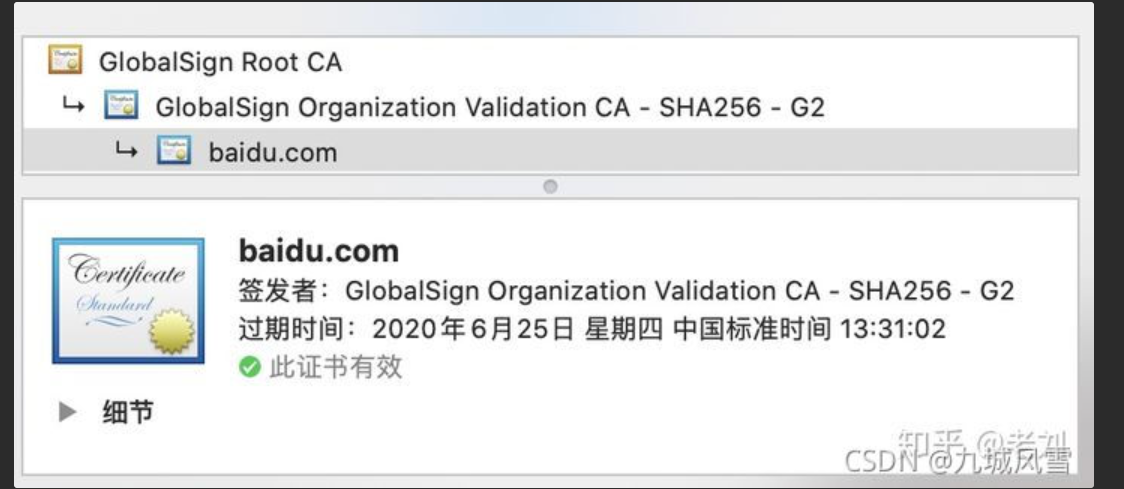 GlobalSign Root CA
GlobalSign Organization Validation CA - SHA256 - G2
baidu.com
Certificate
Standard
baidu.com
签发者：GlobalSign Organization Validation CA - SHA256 - G2
过期时间：2020年6月25日 星期四 中国标准时间 13:31:02
此证书有效
细节
知乎 @老刘
CSDN @九城风雪